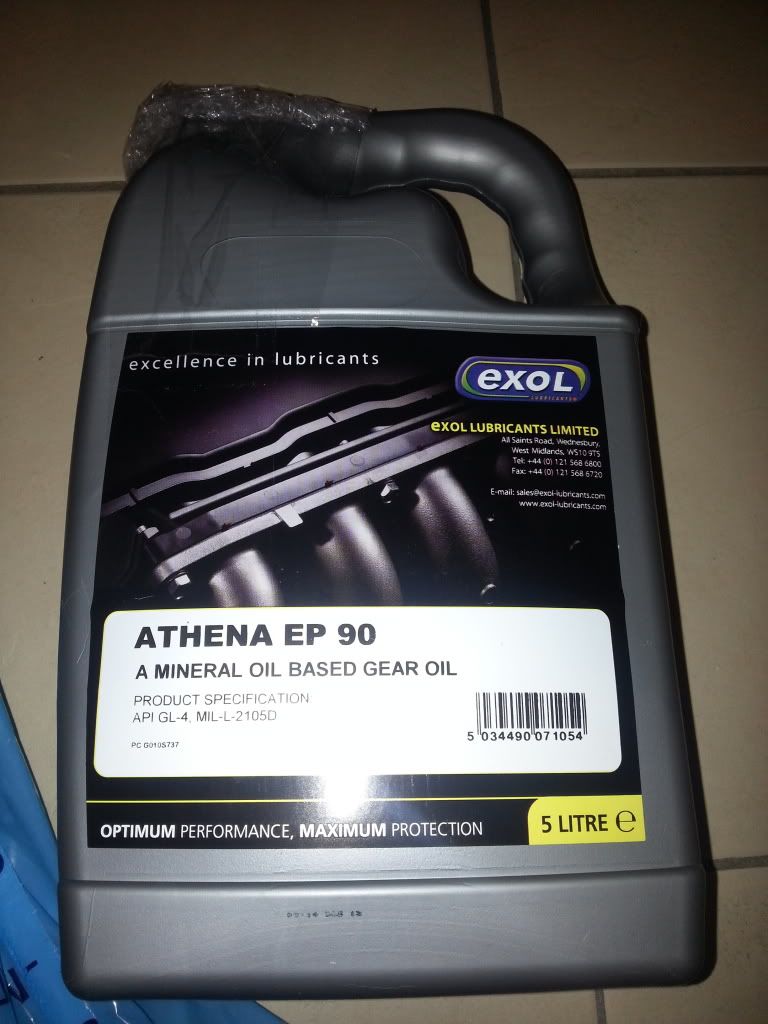 excellence in lubricants
exol
LUBRICANTS
exol LUBRICANTS LIMITED
All Saints Road, Wednesbury,
West Midlands, WS10 9TS
Tel: +44 (0) 121 568 6800
Fax: +44 (0) 121 568 6720
E-mail: sales@exol-lubricants.com
www.exol-lubricants.com
ATHENA EP 90
A MINERAL OIL BASED GEAR OIL
PRODUCT SPECIFICATION
API GL-4, MIL-L-2105D
PC G010S737
5 034490 071054
OPTIMUM PERFORMANCE, MAXIMUM PROTECTION
5 LITRE e